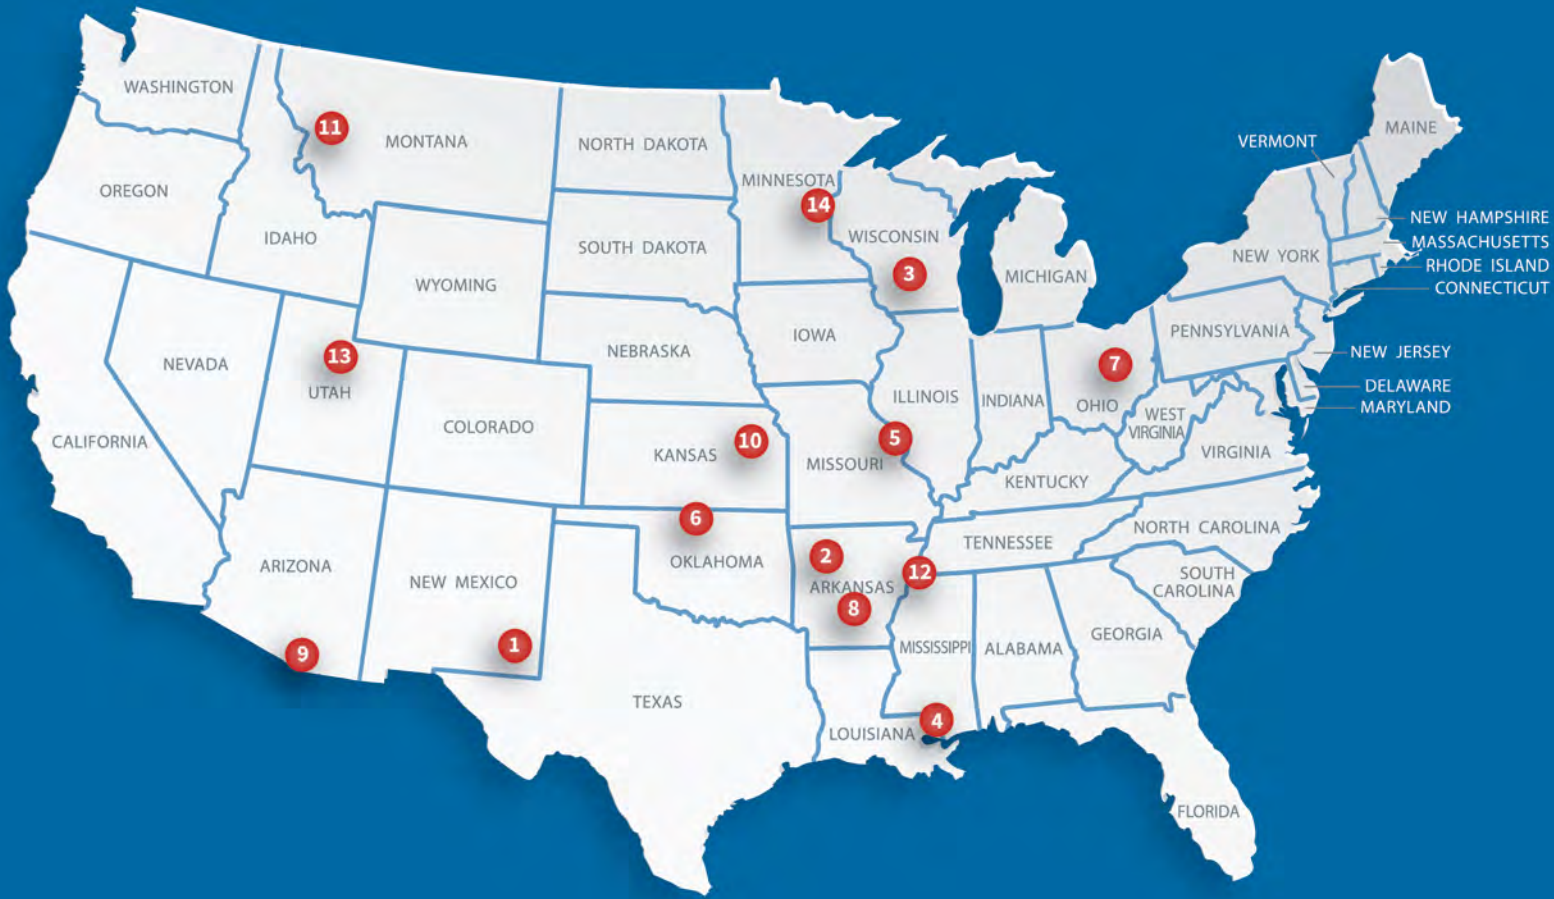 WASHINGTON
MAINE
11
MONTANA
NORTH DAKOTA
VERMONT
MINNESOTA
OREGON
14
NEW HAMPSHIRE
IDAHO
SOUTH DAKOTA
WISCONSIN
MASSACHUSETTS
NEW YORK
RHODE ISLAND
3
MICHIGAN
WYOMING
CONNECTICUT
PENNSYLVANIA
IOWA
NEBRASKA
NEW JERSEY
13
NEVADA
7
UTAH
DELAWARE
ILLINOIS
INDIANA
OHIO
MARYLAND
WEST
VIRGINIA
COLORADO
CALIFORNIA
10
5
KANSAS
MISSOURI
VIRGINIA
KENTUCKY
6
NORTH CAROLINA
TENNESSEE
2
OKLAHOMA
ARIZONA
12
NEW MEXICO
ARKANSAS
SOUTH
CAROLINA
8
GEORGIA
1
MISSISSIPPI
ALABAMA
9
TEXAS
4
LOUISIANA
FLORIDA